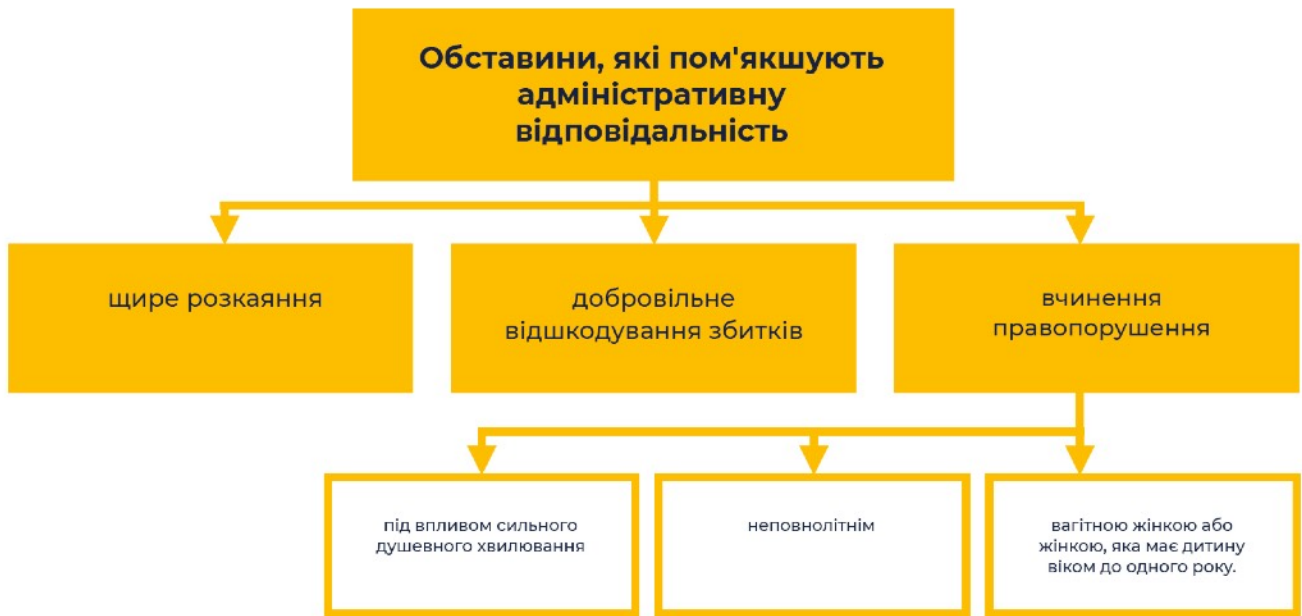 Обставини, які пом'якшують
адміністративну
відповідальність
щире розкаяння
добровільне
відшкодування збитків
вчинення
правопорушення
під впливом сильного
душевного хвилювання
неповнолітнім
вагітною жінкою або
жінкою, яка має дитину
віком до одного року.